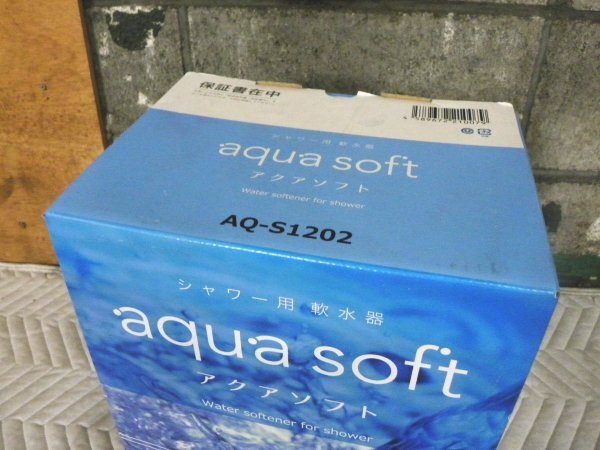 保証書在中
シャワー用 軟水器
aqua soft
アクアソフト
Water softener for shower
AQ-S1202
シャワー用 軟水器
aqua soft
アクアソフト
Water softener for shower